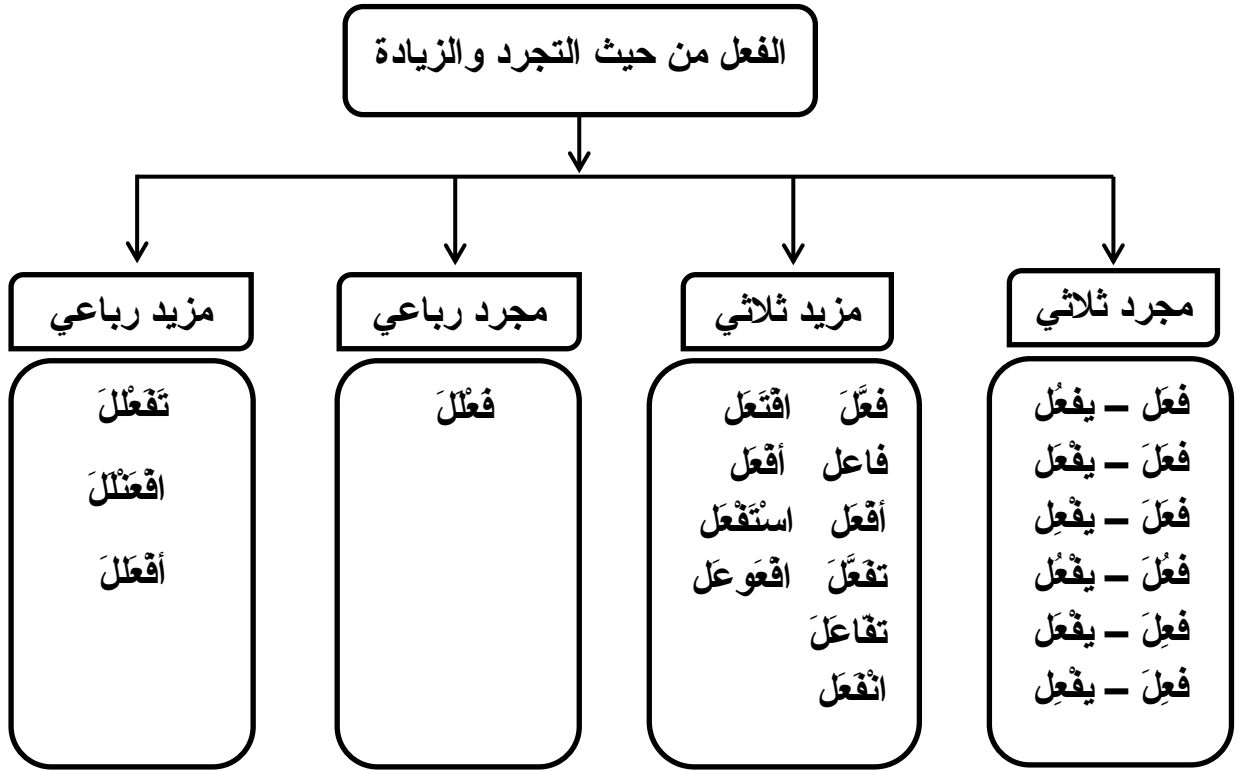 الفعل من حيث التجرد والزيادة
مجرد ثلاثي
فعَل – يفعُل
فعَلَ – يفْعَل
فعَلَ – يفْعِل
فعُلَ – يفْعُل
فعِلَ – يفْعَل
فعِلَ – يفْعِل
مزيد ثلاثي
فعَّلَ افْتَعَل
فاعل أفْعَل
أفْعَل اسْتَفْعَل
تفَعَّلَ افْعَوعَل
تفّاعَلَ
انْفَعَل
مجرد رباعي
فَعْلَلَ
مزيد رباعي
تَفَعْللَ
افْعَنْلَلَ
أفْعَللَ